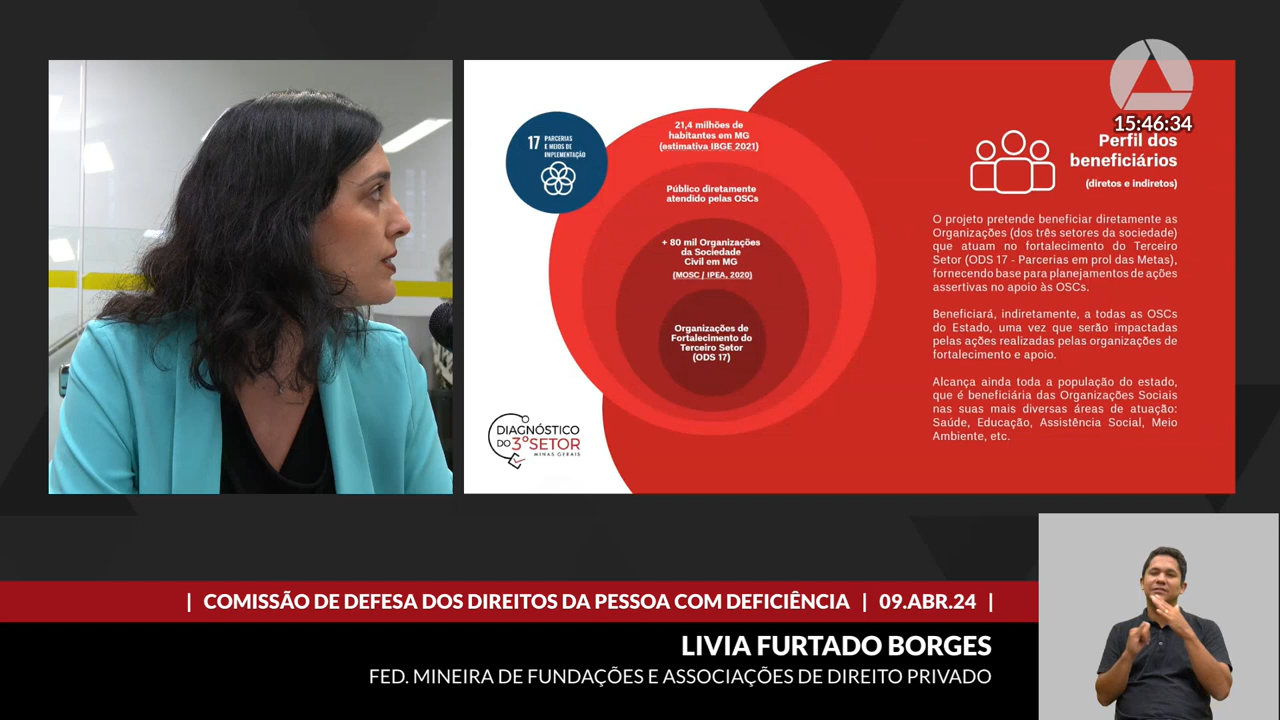 15:46:34
17 PARCERIAS
E MEIOS DE
IMPLEMENTAÇÃO
21,4 milhões de
habitantes em MG
(estimativa IBGE 2021)
Público diretamente
atendido pelas OSCs
+ 80 mil Organizações
da Sociedade
Civil em MG
(MOSC / IPEA, 2020)
Organizações de
Fortalecimento do
Terceiro Setor
(ODS 17)
DIAGNÓSTICO
DO 3ºSETOR
MINAS GERAIS
Perfil dos
beneficiários
(diretos e indiretos)
O projeto pretende beneficiar diretamente as
Organizações (dos três setores da sociedade)
que atuam no fortalecimento do Terceiro
Setor (ODS 17 - Parcerias em prol das Metas),
fornecendo base para planejamentos de ações
assertivas no apoio às OSCs.
Beneficiará, indiretamente, a todas as OSCs
do Estado, uma vez que serão impactadas
pelas ações realizadas pelas organizações de
fortalecimento e apoio.
Alcança ainda toda a população do estado,
que é beneficiária das Organizações Sociais
nas suas mais diversas áreas de atuação:
Saúde, Educação, Assistência Social, Meio
Ambiente, etc.
| COMISSÃO DE DEFESA DOS DIREITOS DA PESSOA COM DEFICIÊNCIA | 09.ABR.24 |
LIVIA FURTADO BORGES
FED. MINEIRA DE FUNDAÇÕES E ASSOCIAÇÕES DE DIREITO PRIVADO